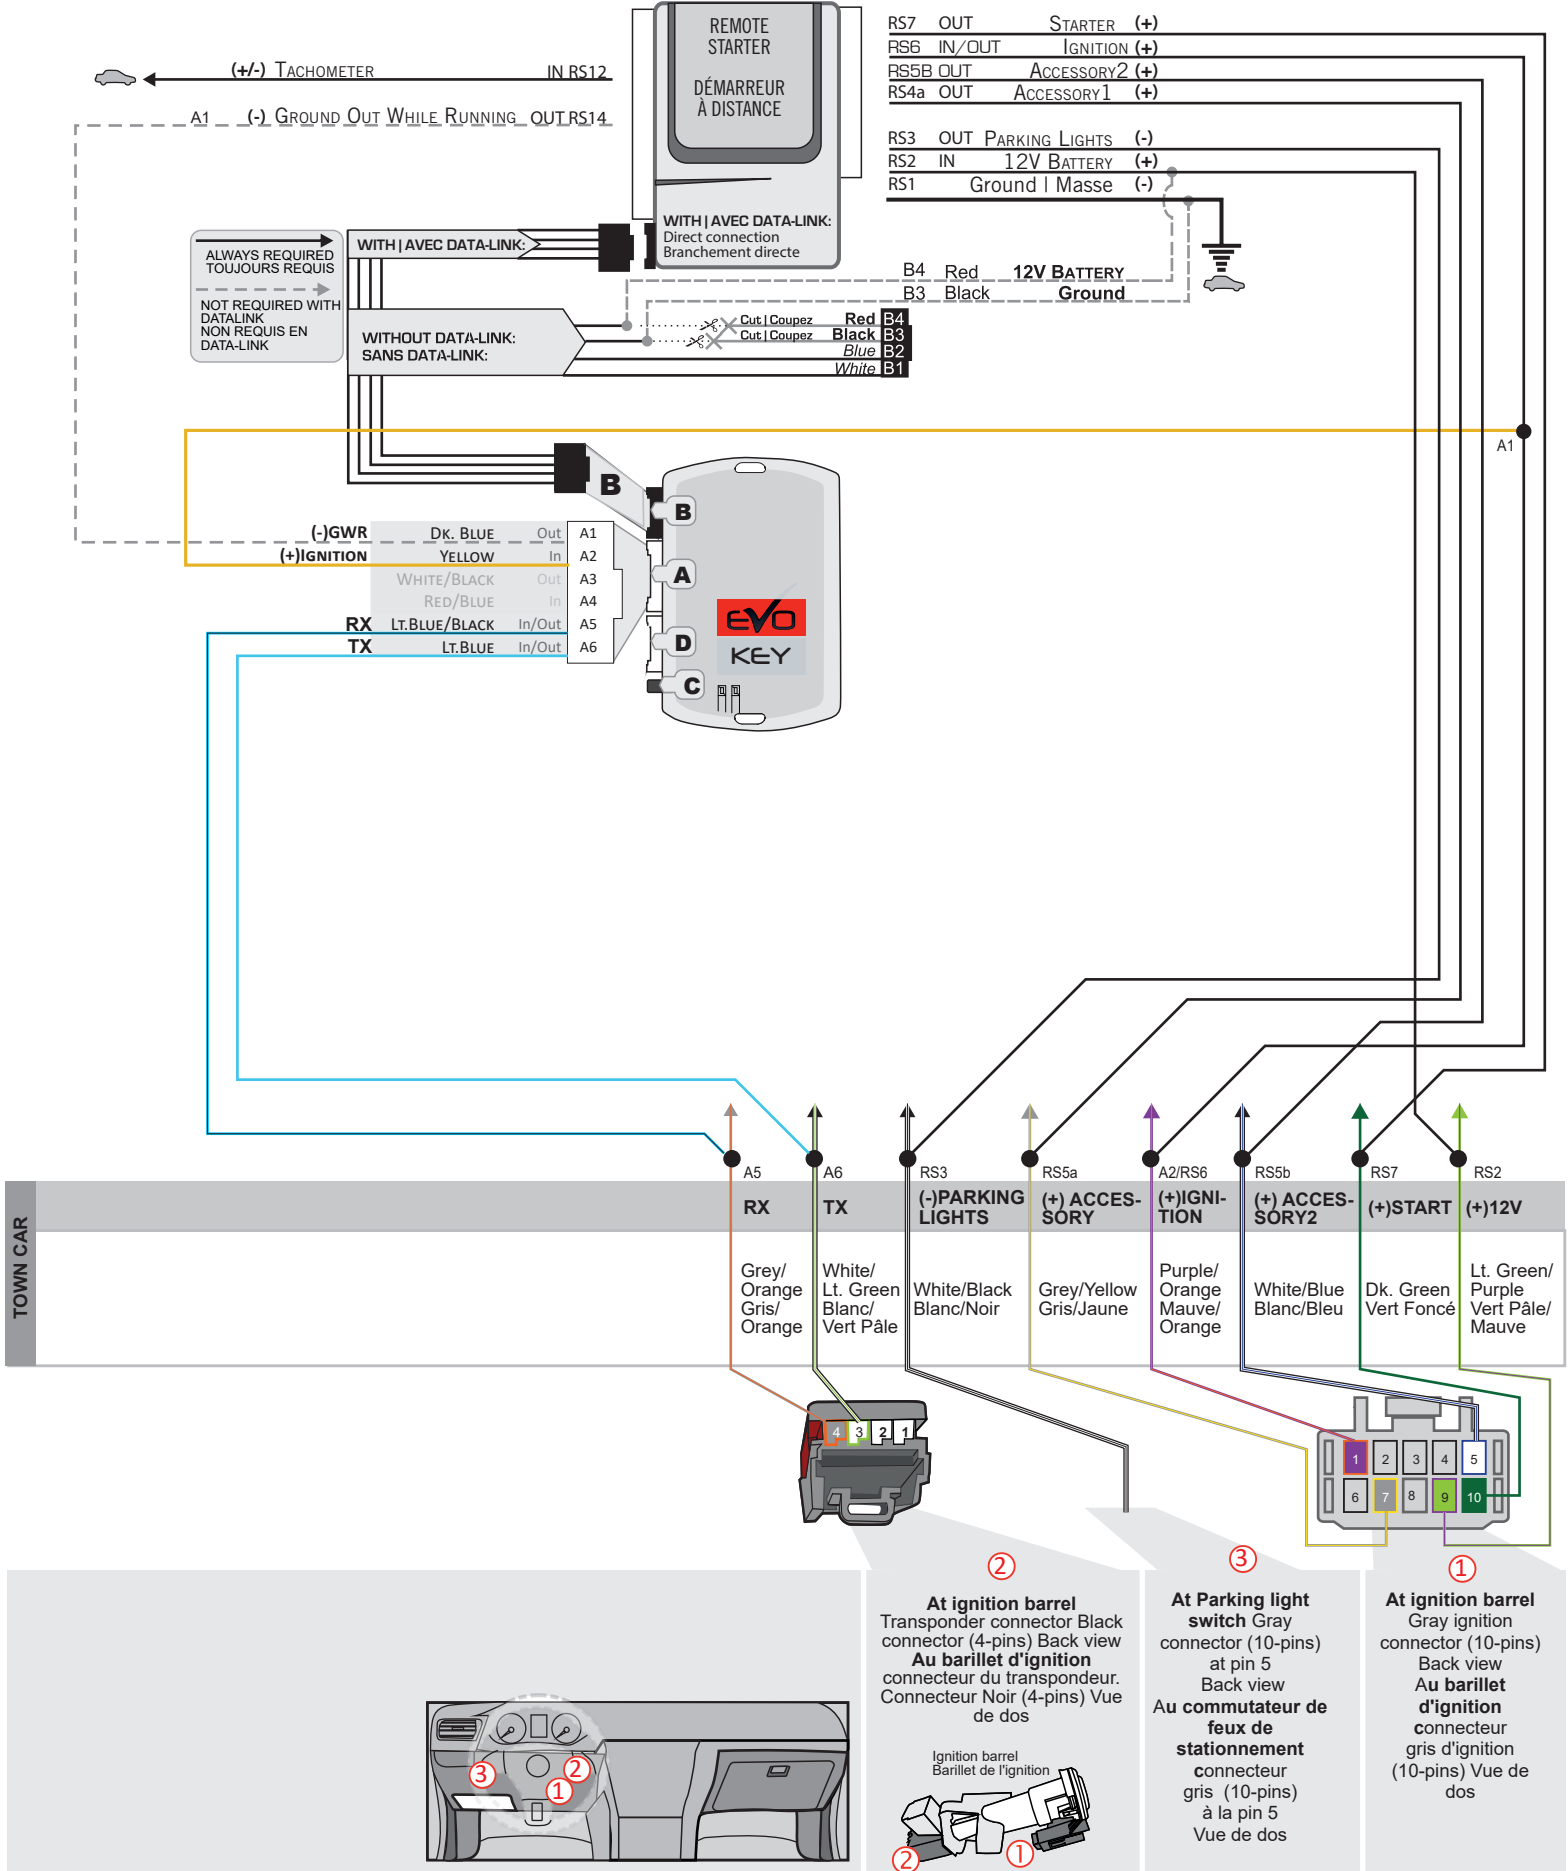 REMOTE
STARTER
DÉMARREUR
À DISTANCE
WITH | AVEC DATA-LINK:
Direct connection
Branchement directe
(+/-) TACHOMETER IN RS12
A1 (-) GROUND OUT WHILE RUNNING OUT RS14
RS7 OUT STARTER (+)
RS6 IN/OUT IGNITION (+)
RS5B OUT ACCESSORY2 (+)
RS4a OUT ACCESSORY1 (+)
RS3 OUT PARKING LIGHTS (-)
RS2 IN 12V BATTERY (+)
RS1 Ground | Masse (-)
ALWAYS REQUIRED
TOUJOURS REQUIS
NOT REQUIRED WITH
DATALINK
NON REQUIS EN
DATA-LINK
WITH | AVEC DATA-LINK:
B4 Red 12V BATTERY
B3 Black Ground
WITHOUT DATA-LINK:
SANS DATA-LINK:
Cut | Coupez Red B4
Cut | Coupez Black B3
Blue B2
White B1
A1
B
B
A
D
C
EVO
KEY
(-)GWR DK. BLUE Out A1
(+)IGNITION YELLOW In A2
WHITE/BLACK Out A3
RED/BLUE In A4
RX LT.BLUE/BLACK In/Out A5
TX LT.BLUE In/Out A6
A5 A6 RS3 RS5a A2/RS6 RS5b RS7 RS2
TOWN CAR
RX
TX
(-)PARKING
LIGHTS
(+) ACCES-
SORY
(+)IGNI-
TION
(+) ACCES-
SORY2
(+)START
(+)12V
Grey/
Orange
Gris/
Orange
White/
Lt. Green
Blanc/
Vert Pâle
White/Black
Blanc/Noir
Grey/Yellow
Gris/Jaune
Purple/
Orange
Mauve/
Orange
White/Blue
Blanc/Bleu
Dk. Green
Vert Foncé
Lt. Green/
Purple
Vert Pâle/
Mauve
4 3 2 1
1 2 3 4 5
6 7 8 9 10
2
At ignition barrel
Transponder connector Black
connector (4-pins) Back view
Au barillet d'ignition
connecteur du transpondeur.
Connecteur Noir (4-pins) Vue
de dos
Ignition barrel
Barillet de l'ignition
2
1
3
At Parking light
switch Gray
connector (10-pins)
at pin 5
Back view
Au commutateur de
feux de
stationnement
connecteur
gris (10-pins)
à la pin 5
Vue de dos
1
At ignition barrel
Gray ignition
connector (10-pins)
Back view
Au barillet
d'ignition
connecteur
gris d'ignition
(10-pins) Vue de
dos
3
2
1